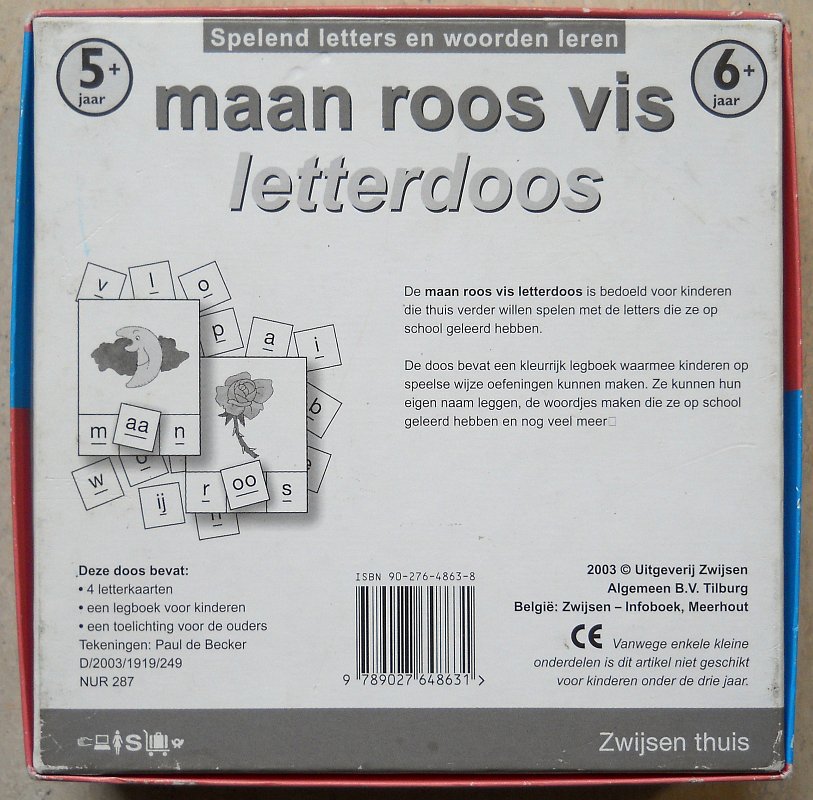 Spelend letters en woorden leren
5+
jaar
6+
jaar
maan roos vis
letterdoos
v l o
p a i
b
m aa n
w
ij
r oo s
De maan roos vis letterdoos is bedoeld voor kinderen
die thuis verder willen spelen met de letters die ze op
school geleerd hebben.
De doos bevat een kleurrijk legboek waarmee kinderen op
speelse wijze oefeningen kunnen maken. Ze kunnen hun
eigen naam leggen, de woordjes maken die ze op school
geleerd hebben en nog veel meer□
Deze doos bevat:
• 4 letterkaarten
• een legboek voor kinderen
• een toelichting voor de ouders
Tekeningen: Paul de Becker
D/2003/1919/249
NUR 287
ISBN 90-276-4863-8
9 789027 648631 >
2003 © Uitgeverij Zwijsen
Algemeen B.V. Tilburg
België: Zwijsen – Infoboek, Meerhout
CE Vanwege enkele kleine
onderdelen is dit artikel niet geschikt
voor kinderen onder de drie jaar.
S
Zwijsen thuis